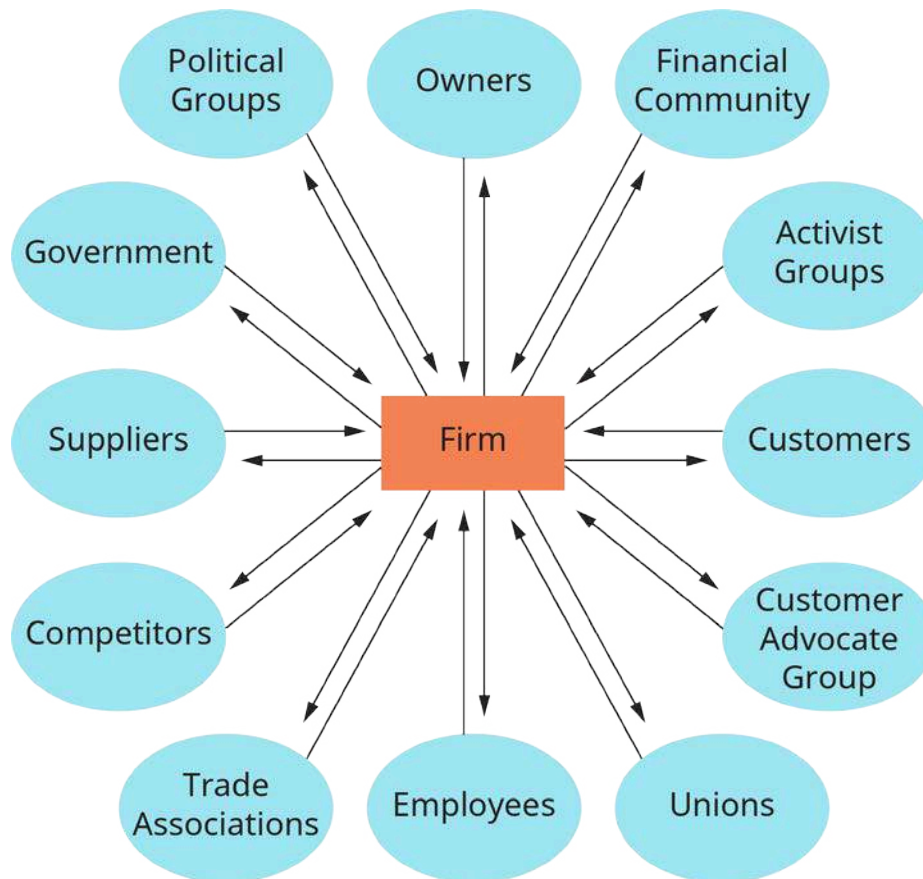 Political
Groups
Owners
Financial
Community
Government
Activist
Groups
Suppliers
Firm
Customers
Competitors
Customer
Advocate
Group
Trade
Associations
Employees
Unions